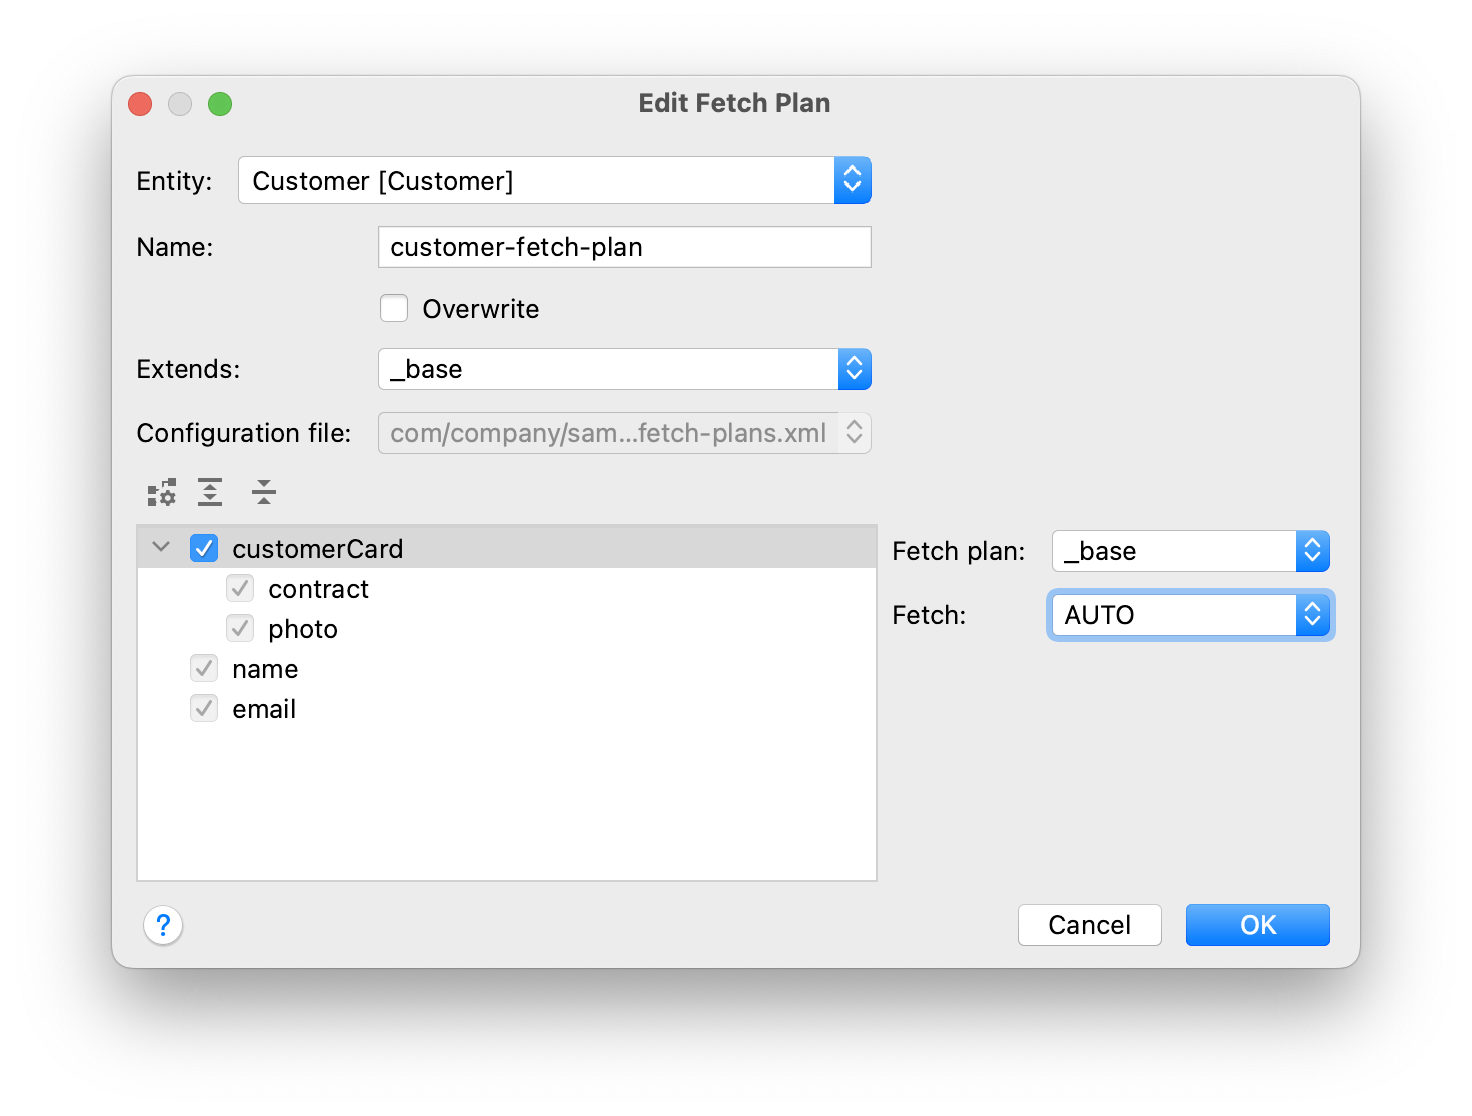 Edit Fetch Plan
Entity: Customer [Customer]
Name: customer-fetch-plan
Overwrite
Extends: _base
Configuration file: com/company/sam...fetch-plans.xml
customerCard
Fetch plan: _base
contract
Fetch: AUTO
photo
name
email
? Cancel OK